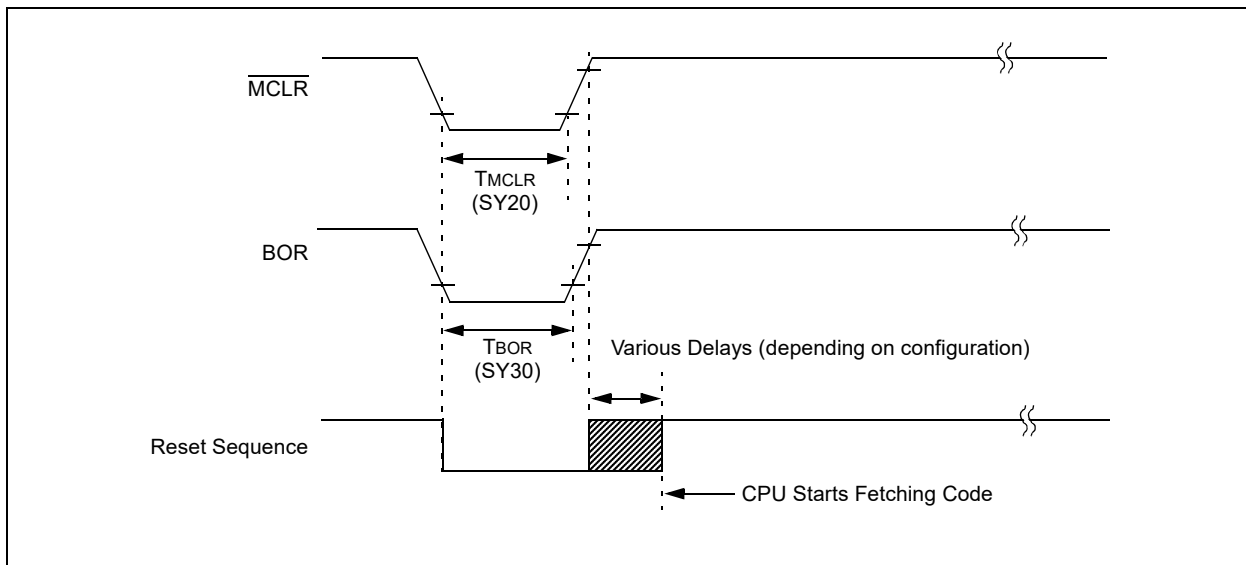 MCLR
TMCLR
(SY20)
BOR
TBOR
(SY30)
Various Delays (depending on configuration)
Reset Sequence
CPU Starts Fetching Code